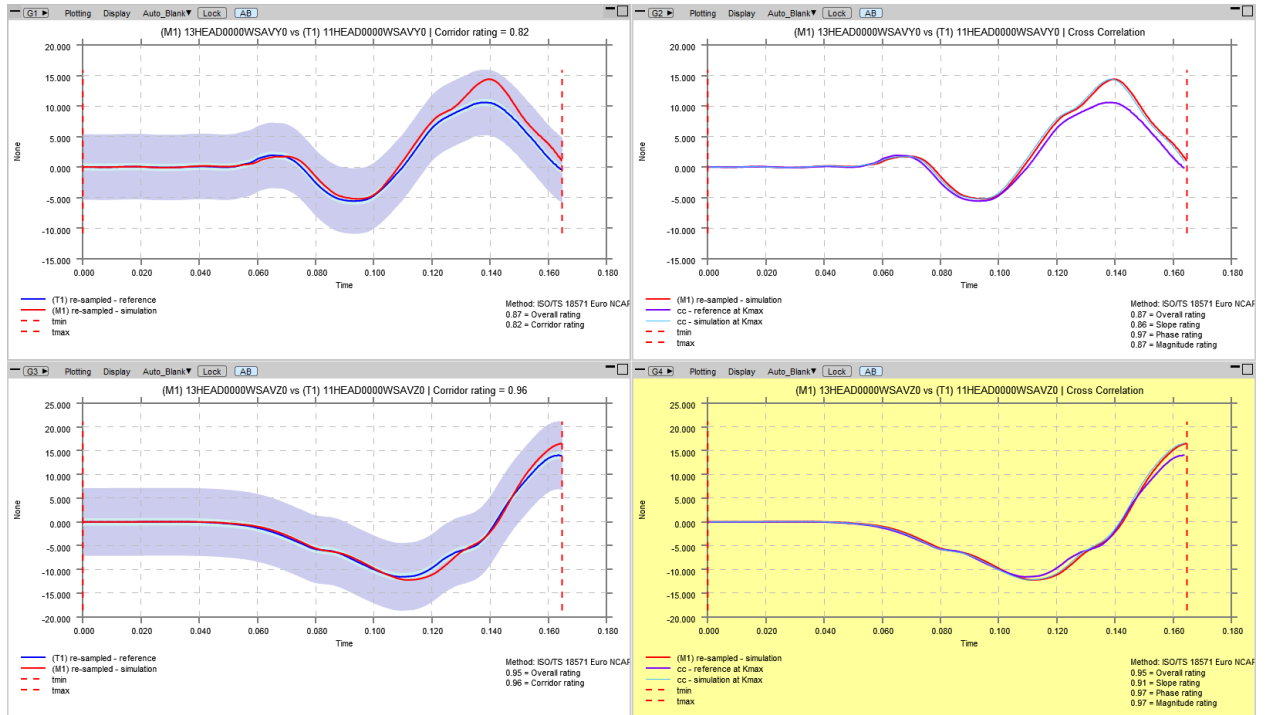 G1 Plotting Display Auto_Blank▼ Lock AB
(M1) 13HEAD0000WSAVY0 vs (T1) 11HEAD0000WSAVY0 | Corridor rating = 0.82
20.000
15.000
10.000
5.000
0.000
-5.000
-10.000
-15.000
None
0.000 0.020 0.040 0.060 0.080 0.100 0.120 0.140 0.160 0.180
Time
(T1) re-sampled - reference
(M1) re-sampled - simulation
tmin
tmax
Method: ISO/TS 18571 Euro NCAP
0.87 = Overall rating
0.82 = Corridor rating
G2 Plotting Display Auto_Blank▼ Lock AB
(M1) 13HEAD0000WSAVY0 vs (T1) 11HEAD0000WSAVY0 | Cross Correlation
20.000
15.000
10.000
5.000
0.000
-5.000
-10.000
-15.000
None
0.000 0.020 0.040 0.060 0.080 0.100 0.120 0.140 0.160 0.180
Time
(M1) re-sampled - simulation
cc - reference at Kmax
cc - simulation at Kmax
tmin
tmax
Method: ISO/TS 18571 Euro NCAP
0.87 = Overall rating
0.86 = Slope rating
0.97 = Phase rating
0.87 = Magnitude rating
G3 Plotting Display Auto_Blank▼ Lock AB
(M1) 13HEAD0000WSAVZ0 vs (T1) 11HEAD0000WSAVZ0 | Corridor rating = 0.96
25.000
20.000
15.000
10.000
5.000
0.000
-5.000
-10.000
-15.000
-20.000
None
0.000 0.020 0.040 0.060 0.080 0.100 0.120 0.140 0.160 0.180
Time
(T1) re-sampled - reference
(M1) re-sampled - simulation
tmin
tmax
Method: ISO/TS 18571 Euro NCAP
0.95 = Overall rating
0.96 = Corridor rating
G4 Plotting Display Auto_Blank▼ Lock AB
(M1) 13HEAD0000WSAVZ0 vs (T1) 11HEAD0000WSAVZ0 | Cross Correlation
25.000
20.000
15.000
10.000
5.000
0.000
-5.000
-10.000
-15.000
-20.000
None
0.000 0.020 0.040 0.060 0.080 0.100 0.120 0.140 0.160 0.180
Time
(M1) re-sampled - simulation
cc - reference at Kmax
cc - simulation at Kmax
tmin
tmax
Method: ISO/TS 18571 Euro NCAP
0.95 = Overall rating
0.91 = Slope rating
0.97 = Phase rating
0.97 = Magnitude rating